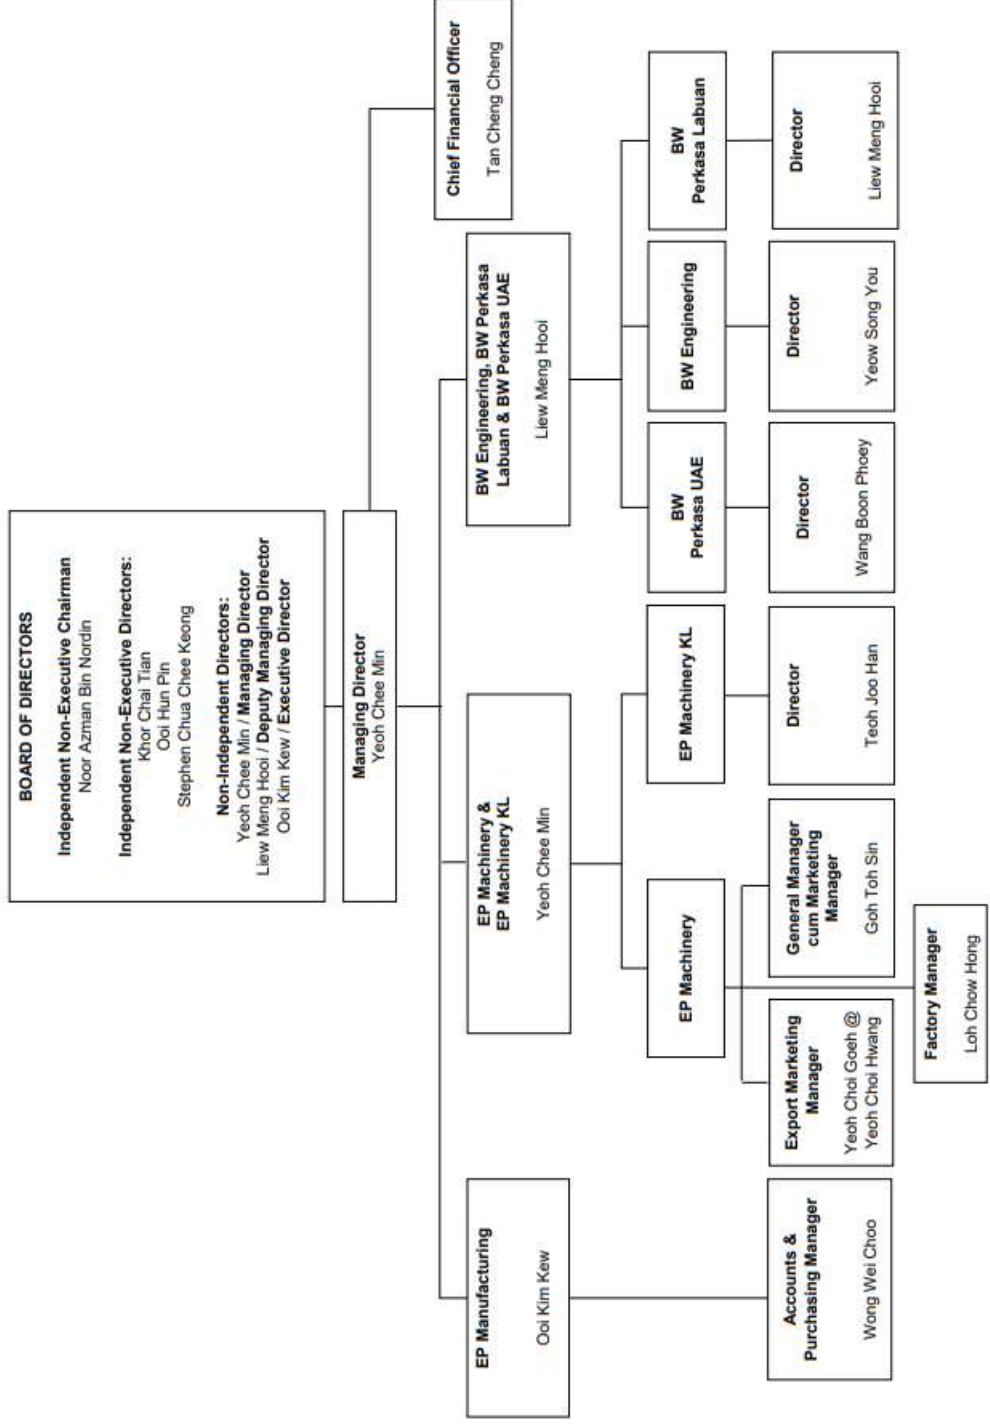 BOARD OF DIRECTORS
Independent Non-Executive Chairman
Noor Azman Bin Nordin
Independent Non-Executive Directors:
Khor Chai Tian
Ooi Hun Pin
Stephen Chua Chee Keong
Non-Independent Directors:
Yeoh Chee Min / Managing Director
Liew Meng Hooi / Deputy Managing Director
Ooi Kim Kew / Executive Director
Managing Director
Yeoh Chee Min
Chief Financial Officer
Tan Cheng Cheng
EP Manufacturing
Ooi Kim Kew
EP Machinery &
EP Machinery KL
Yeoh Chee Min
BW Engineering, BW Perkasa
Labuan & BW Perkasa UAE
Liew Meng Hooi
EP Machinery
EP Machinery KL
BW
Perkasa UAE
BW Engineering
BW
Perkasa Labuan
Accounts &
Purchasing Manager
Wong Wei Choo
Export Marketing
Manager
Yeoh Choi Goeh @
Yeoh Choi Hwang
General Manager
cum Marketing
Manager
Goh Toh Sin
Director
Teoh Joo Han
Director
Wang Boon Phoey
Director
Yeow Song You
Director
Liew Meng Hooi
Factory Manager
Loh Chow Hong